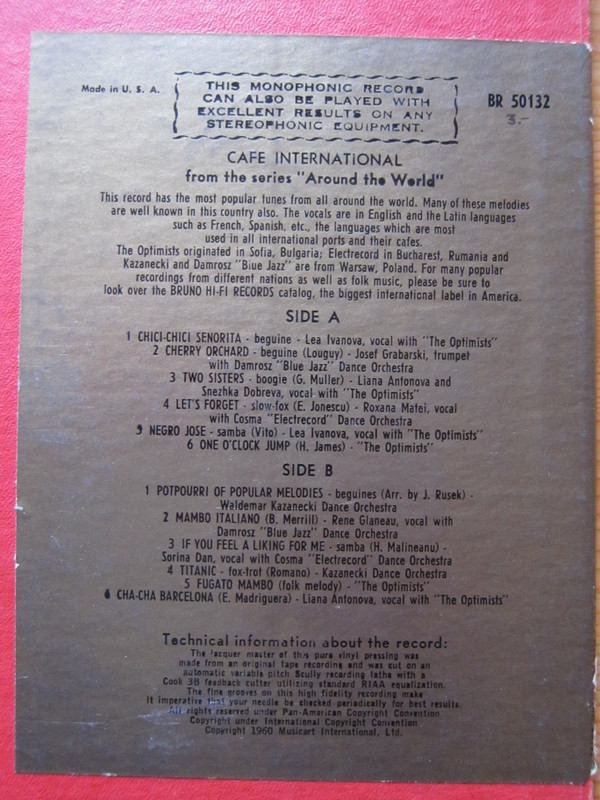 Made in U. S. A.
THIS MONOPHONIC RECORD
CAN ALSO BE PLAYED WITH
EXCELLENT RESULTS ON ANY
STEREOPHONIC EQUIPMENT.
BR 50132
3.-
CAFE INTERNATIONAL
from the series "Around the World"
This record has the most popular tunes from all around the world. Many of these melodies
are well known in this country also. The vocals are in English and the Latin languages
such as French, Spanish, etc., the languages which are most
used in all international ports and their cafes.
The Optimists originated in Sofia, Bulgaria; Electrecord in Bucharest, Rumania and
Kazanecki and Damrosz "Blue Jazz" are from Warsaw, Poland. For many popular
recordings from different nations as well as folk music, please be sure to
look over the BRUNO HI-FI RECORDS catalog, the biggest international label in America.
SIDE A
1 CHICI-CHICI SENORITA - beguine - Lea Ivanova, vocal with "The Optimists"
2 CHERRY ORCHARD - beguine (Louguy) - Josef Grabarski, trumpet
with Damrosz "Blue Jazz" Dance Orchestra
3 TWO SISTERS - boogie (G. Muller) - Liana Antonova and
Snezhka Dobreva, vocal with "The Optimists"
4 LET'S FORGET - slow-fox (E. Jonescu) - Roxana Matei, vocal
with Cosma "Electrecord" Dance Orchestra
5 NEGRO JOSE - samba (Vito) - Lea Ivanova, vocal with "The Optimists"
6 ONE O'CLOCK JUMP (H. James) - "The Optimists"
SIDE B
1 POTPOURRI OF POPULAR MELODIES - beguines (Arr. by J. Rusek) -
Waldemar Kazanecki Dance Orchestra
2 MAMBO ITALIANO (B. Merrill) - Rene Glaneau, vocal with
Damrosz "Blue Jazz" Dance Orchestra
3 IF YOU FEEL A LIKING FOR ME - samba (H. Malineanu) -
Sorina Dan, vocal with Cosma "Electrecord" Dance Orchestra
4 TITANIC - fox-trot (Romano) - Kazanecki Dance Orchestra
5 FUGATO MAMBO (folk melody) - "The Optimists"
6 CHA-CHA BARCELONA (E. Madriguera) - Liana Antonova, vocal with "The Optimists"
Technical information about the record:
The lacquer master of this pure vinyl pressing was
made from an original tape recording and was cut on an
automatic variable pitch Scully recording lathe with a
Cook 3B feedback cutter utilizing standard RIAA equalization.
The fine grooves on this high fidelity recording make
it imperative that your needle be checked periodically for best results.
All rights reserved under Pan-American Copyright Convention
Copyright under International Copyright Convention
Copyright 1960 Musicart International, Ltd.